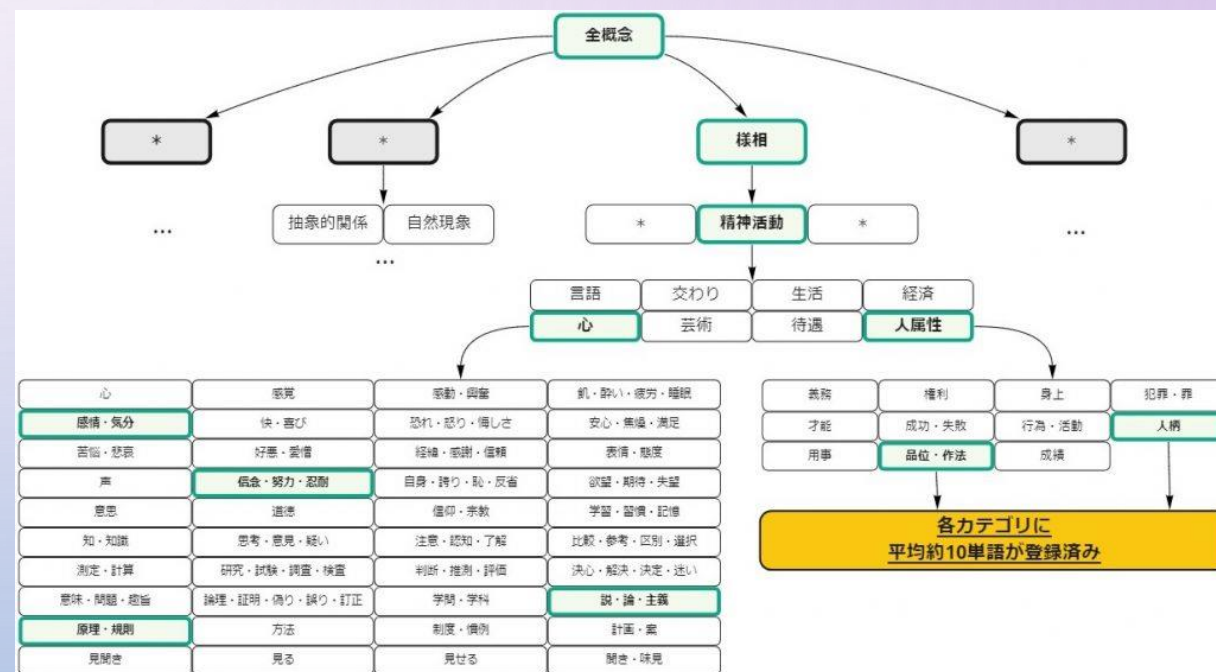 全概念
*
*
様相
*
...
抽象的関係 自然現象
...
* 精神活動 *
...
言語 交わり 生活 経済
心 芸術 待遇 人属性
心 感覚 感動・興奮 飢・酔い・疲労・睡眠
感情・気分 快・喜び 恐れ・怒り・悔しさ 安心・焦燥・満足
苦悩・悲哀 好悪・愛憎 経緯・感謝・信頼 表情・態度
声 信念・努力・忍耐 自身・誇り・恥・反省 欲望・期待・失望
意思 道徳 信仰・宗教 学習・習慣・記憶
知・知識 思考・意見・疑い 注意・認知・了解 比較・参考・区別・選択
測定・計算 研究・試験・調査・検査 判断・推測・評価 決心・解決・決定・迷い
意味・問題・趣旨 論理・証明・偽り・誤り・訂正 学問・学科 説・論・主義
原理・規則 方法 制度・慣例 計画・案
見聞き 見る 見せる 聞き・味見
義務 権利 身上 犯罪・罪
才能 成功・失敗 行為・活動 人柄
用事 品位・作法 成績
各カテゴリに
平均約10単語が登録済み